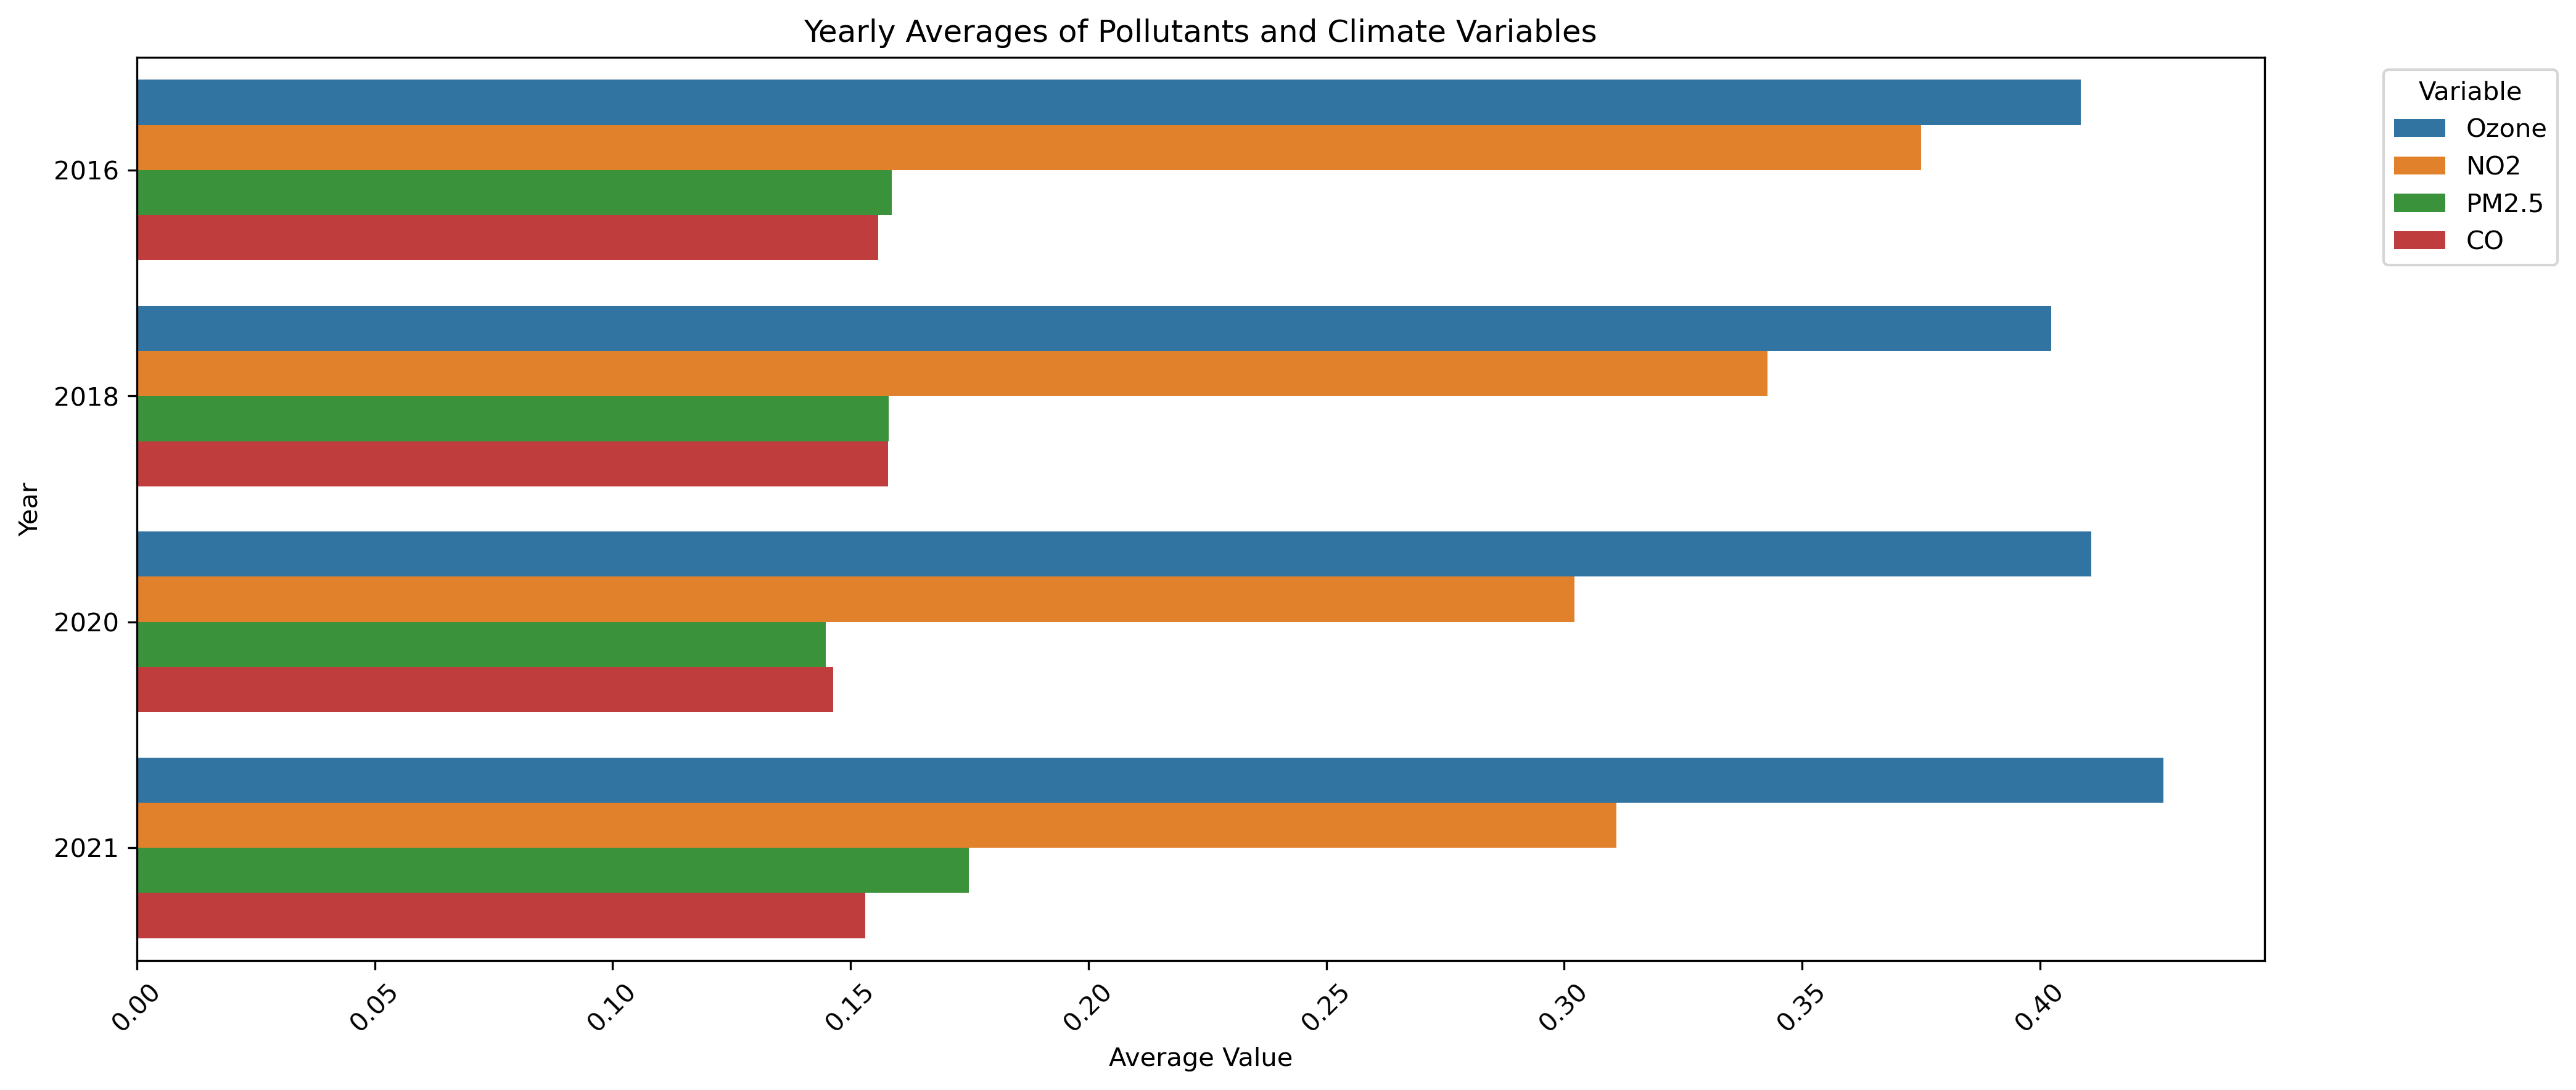 Yearly Averages of Pollutants and Climate Variables
Variable
Ozone
NO2
PM2.5
CO
Year
2016
2018
2020
2021
0.00 0.05 0.10 0.15 0.20 0.25 0.30 0.35 0.40
Average Value